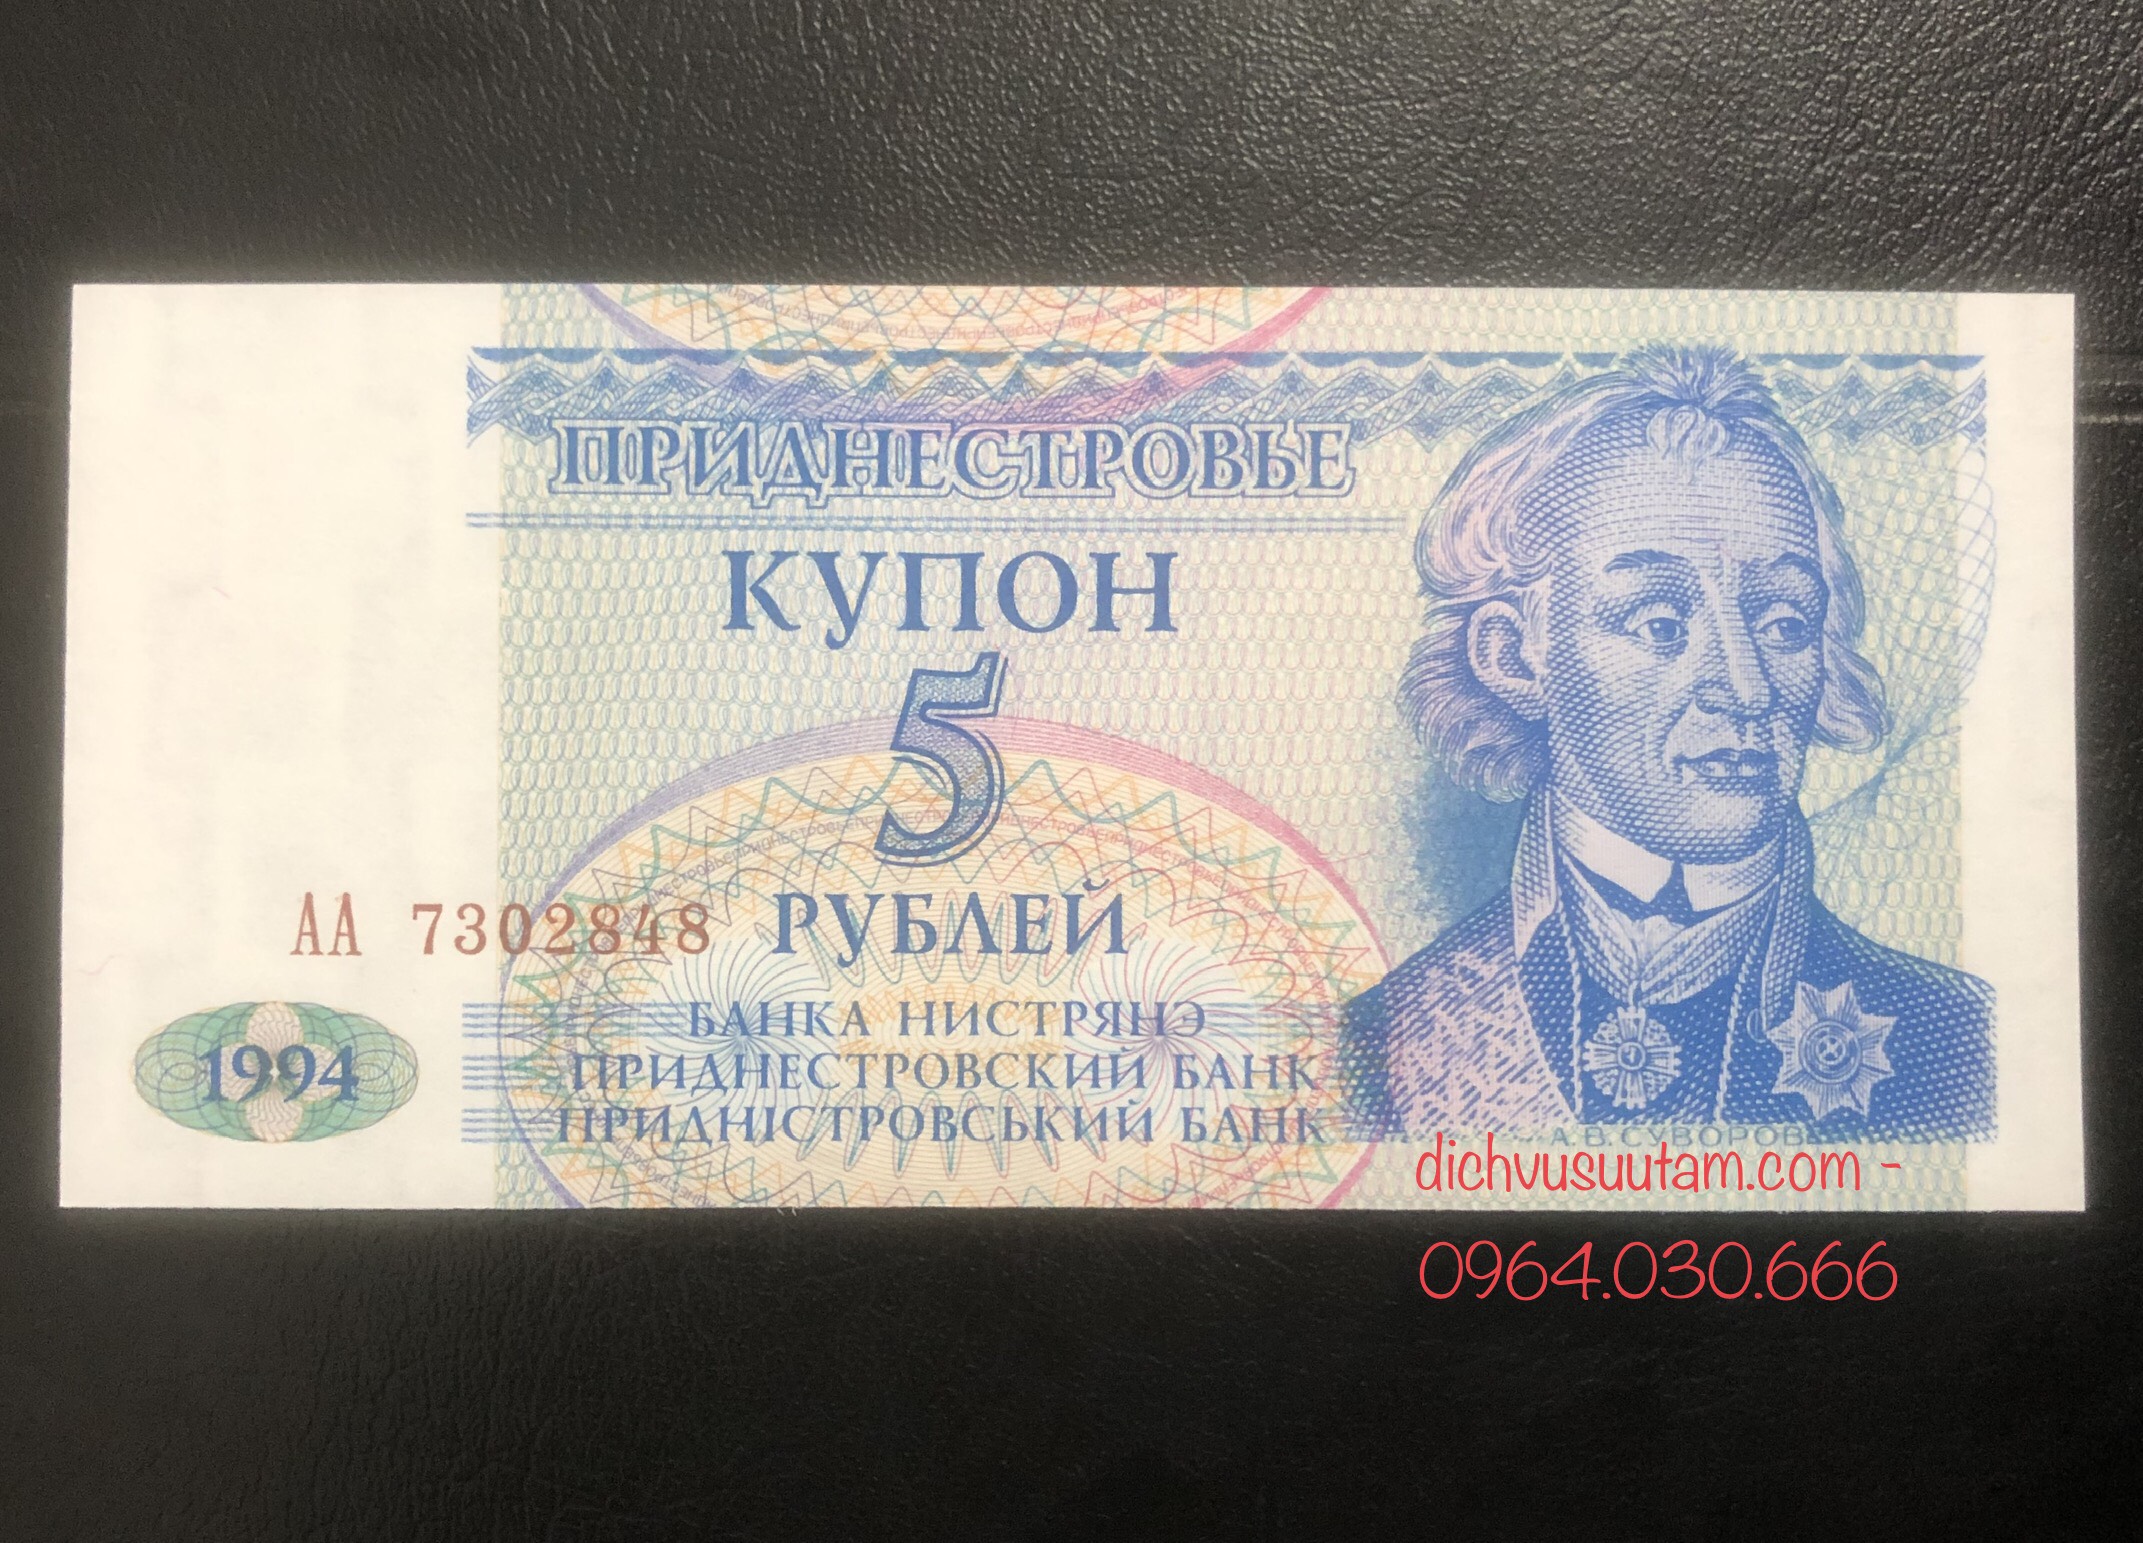 ПРИДНЕСТРОВЬЕ
КУПОН
5
РУБЛЕЙ
АА 7302848
БАНКА НИСТРЯНЭ
ПРИДНЕСТРОВСКИЙ БАНК
ПРИДНІСТРОВСЬКИЙ БАНК
1994
А.В.СУВОРОВ
dichvusuutam.com -
0964.030.666